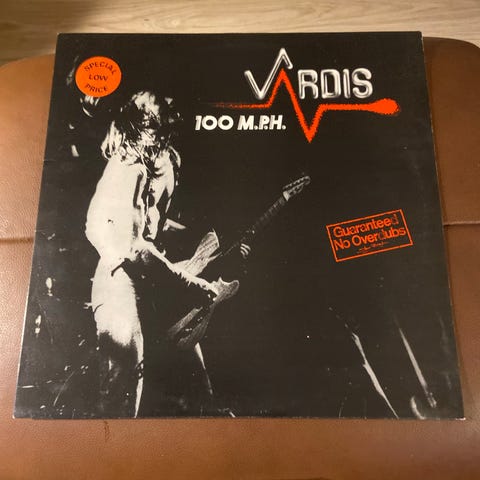 SPECIAL
LOW
PRICE
VARDIS
100 M.P.H.
Guaranteed
No Overdubs